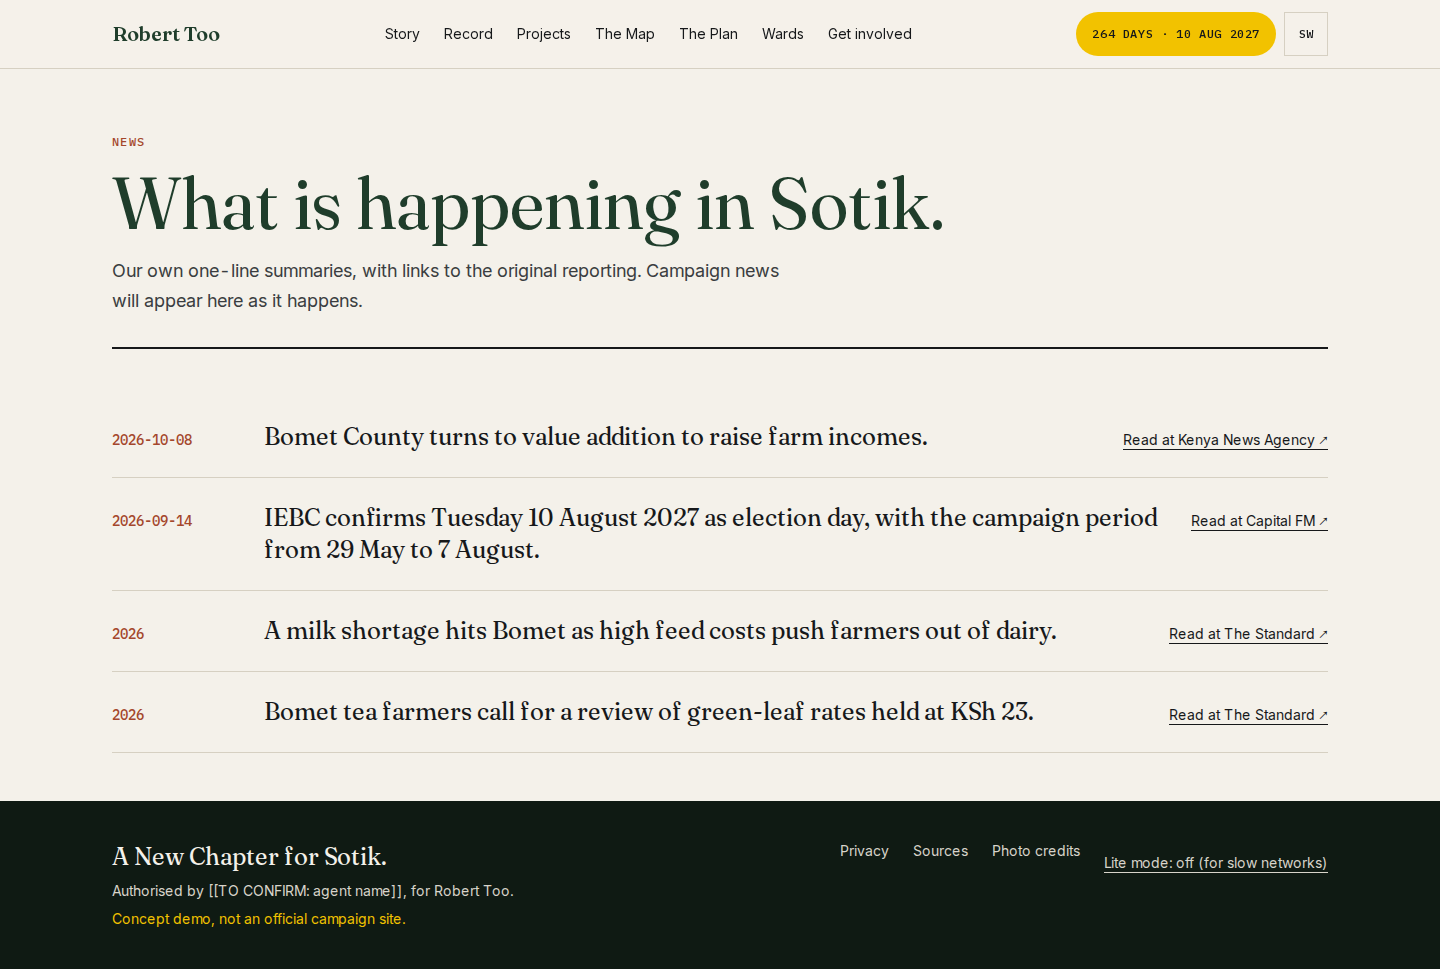 Robert Too
Story Record Projects The Map The Plan Wards Get involved
264 DAYS · 10 AUG 2027
SW
NEWS
What is happening in Sotik.
Our own one-line summaries, with links to the original reporting. Campaign news
will appear here as it happens.
2026-10-08
Bomet County turns to value addition to raise farm incomes.
Read at Kenya News Agency ↗
2026-09-14
IEBC confirms Tuesday 10 August 2027 as election day, with the campaign period
from 29 May to 7 August.
Read at Capital FM ↗
2026
A milk shortage hits Bomet as high feed costs push farmers out of dairy.
Read at The Standard ↗
2026
Bomet tea farmers call for a review of green-leaf rates held at KSh 23.
Read at The Standard ↗
A New Chapter for Sotik.
Authorised by [[TO CONFIRM: agent name]], for Robert Too.
Concept demo, not an official campaign site.
Privacy Sources Photo credits
Lite mode: off (for slow networks)